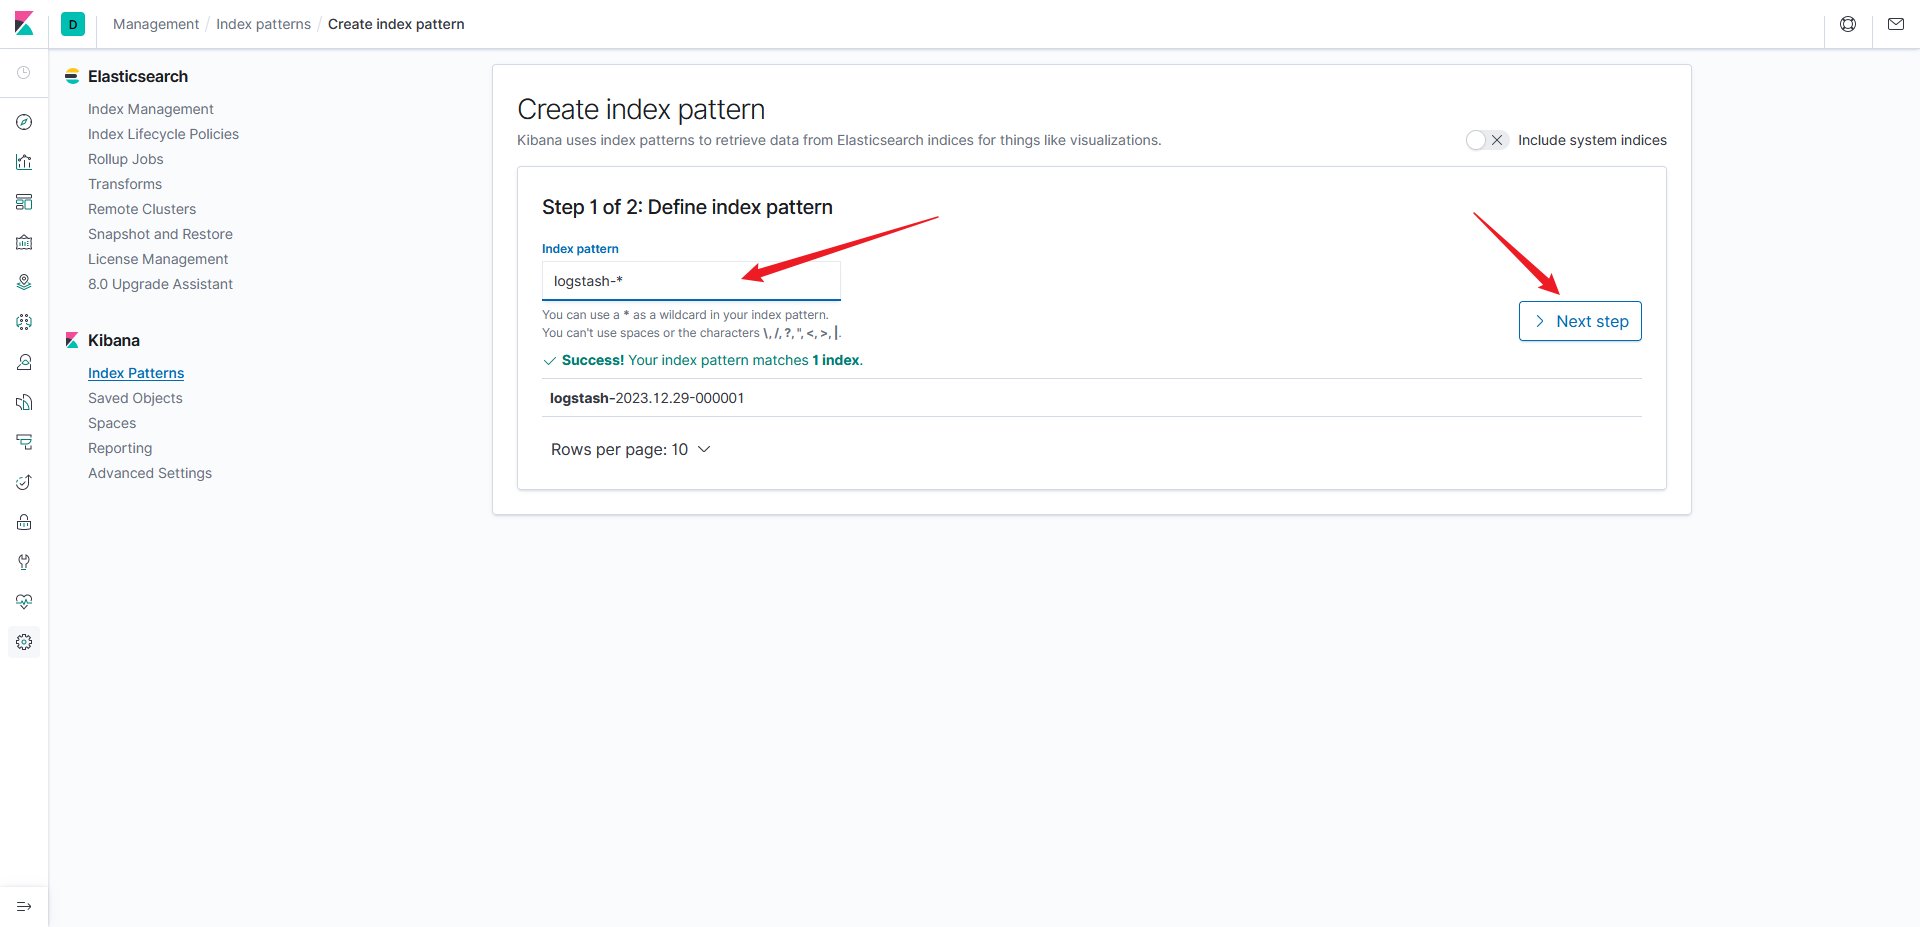 D
Management / Index patterns / Create index pattern
Elasticsearch
Index Management
Index Lifecycle Policies
Rollup Jobs
Transforms
Remote Clusters
Snapshot and Restore
License Management
8.0 Upgrade Assistant
Kibana
Index Patterns
Saved Objects
Spaces
Reporting
Advanced Settings
Create index pattern
Kibana uses index patterns to retrieve data from Elasticsearch indices for things like visualizations.
Include system indices
Step 1 of 2: Define index pattern
Index pattern
logstash-*
You can use a * as a wildcard in your index pattern.
You can't use spaces or the characters \, /, ?, ", <, >, |.
Next step
Success! Your index pattern matches 1 index.
logstash-2023.12.29-000001
Rows per page: 10